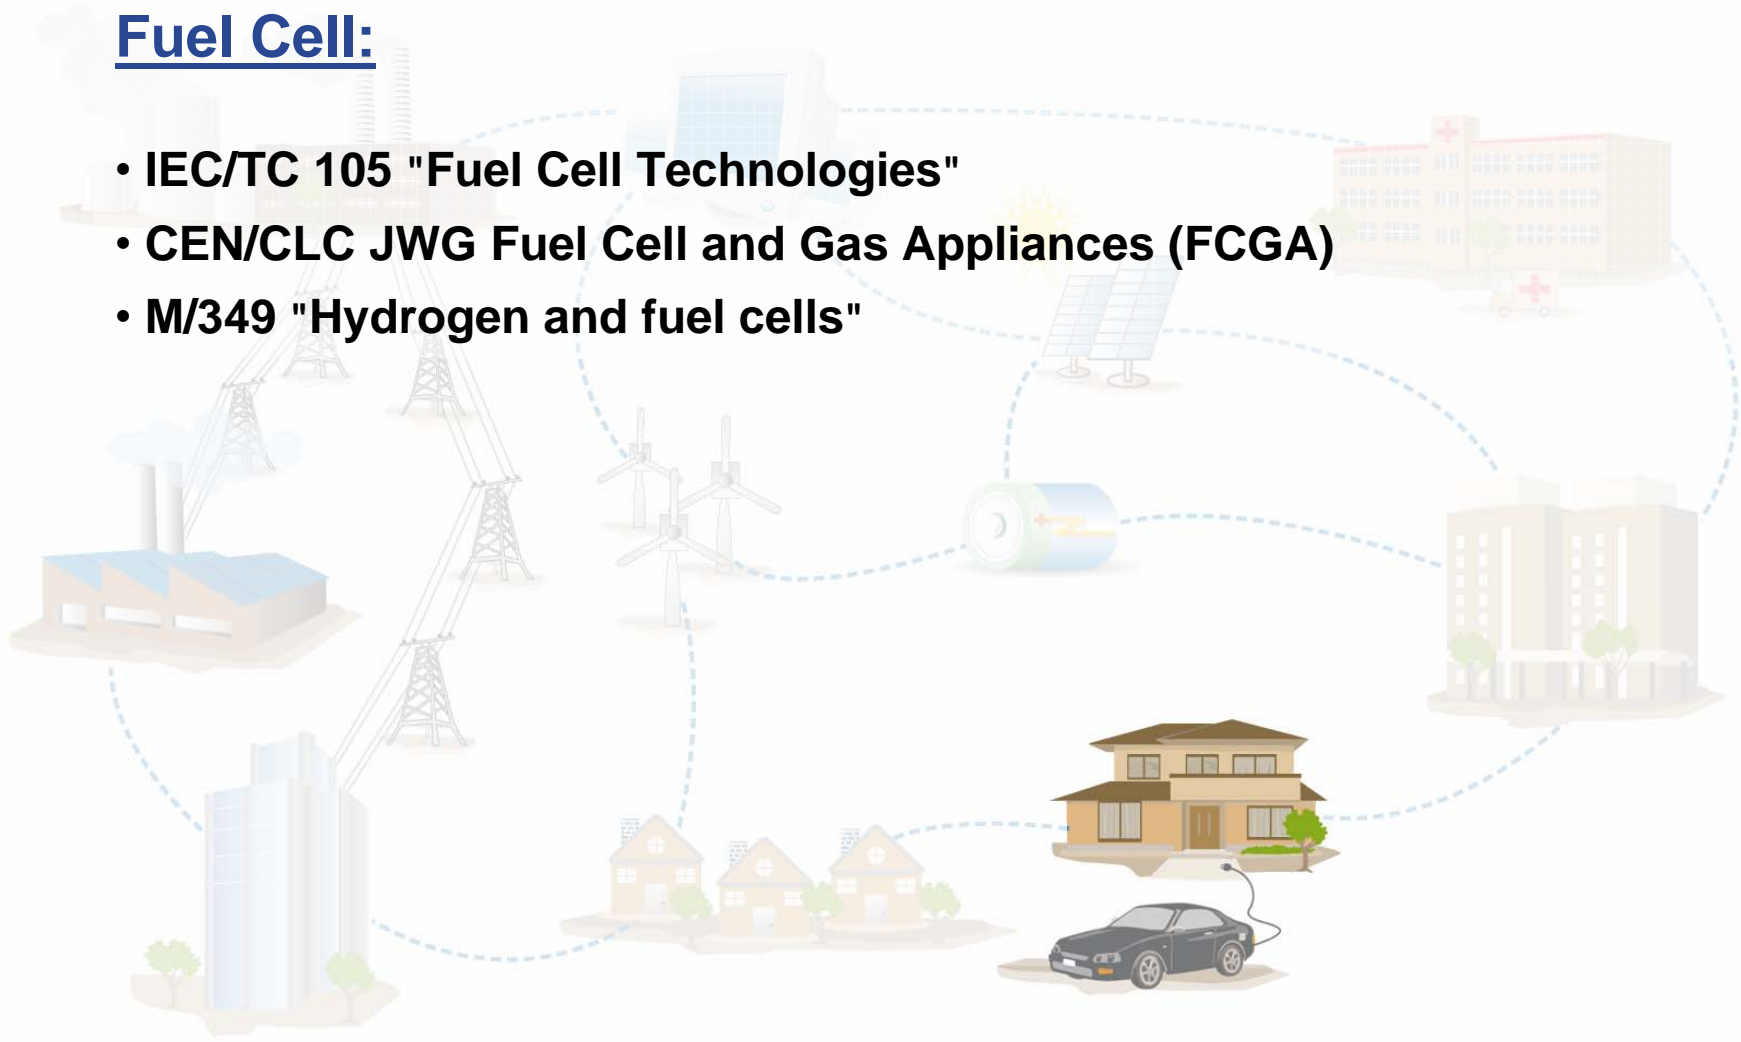 Fuel Cell:
• IEC/TC 105 "Fuel Cell Technologies"
• CEN/CLC JWG Fuel Cell and Gas Appliances (FCGA)
• M/349 "Hydrogen and fuel cells"